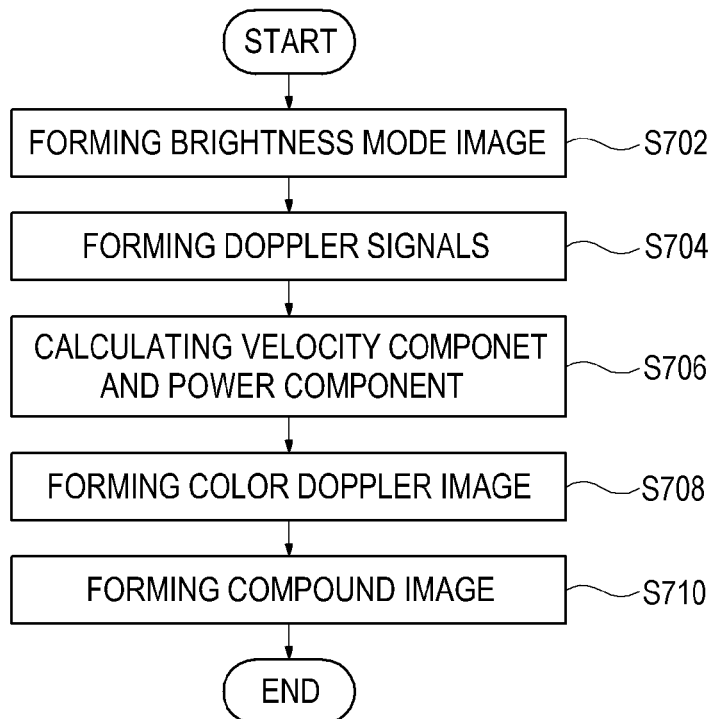 START
FORMING BRIGHTNESS MODE IMAGE
S702
FORMING DOPPLER SIGNALS
S704
CALCULATING VELOCITY COMPONET
AND POWER COMPONENT
S706
FORMING COLOR DOPPLER IMAGE
S708
FORMING COMPOUND IMAGE
S710
END